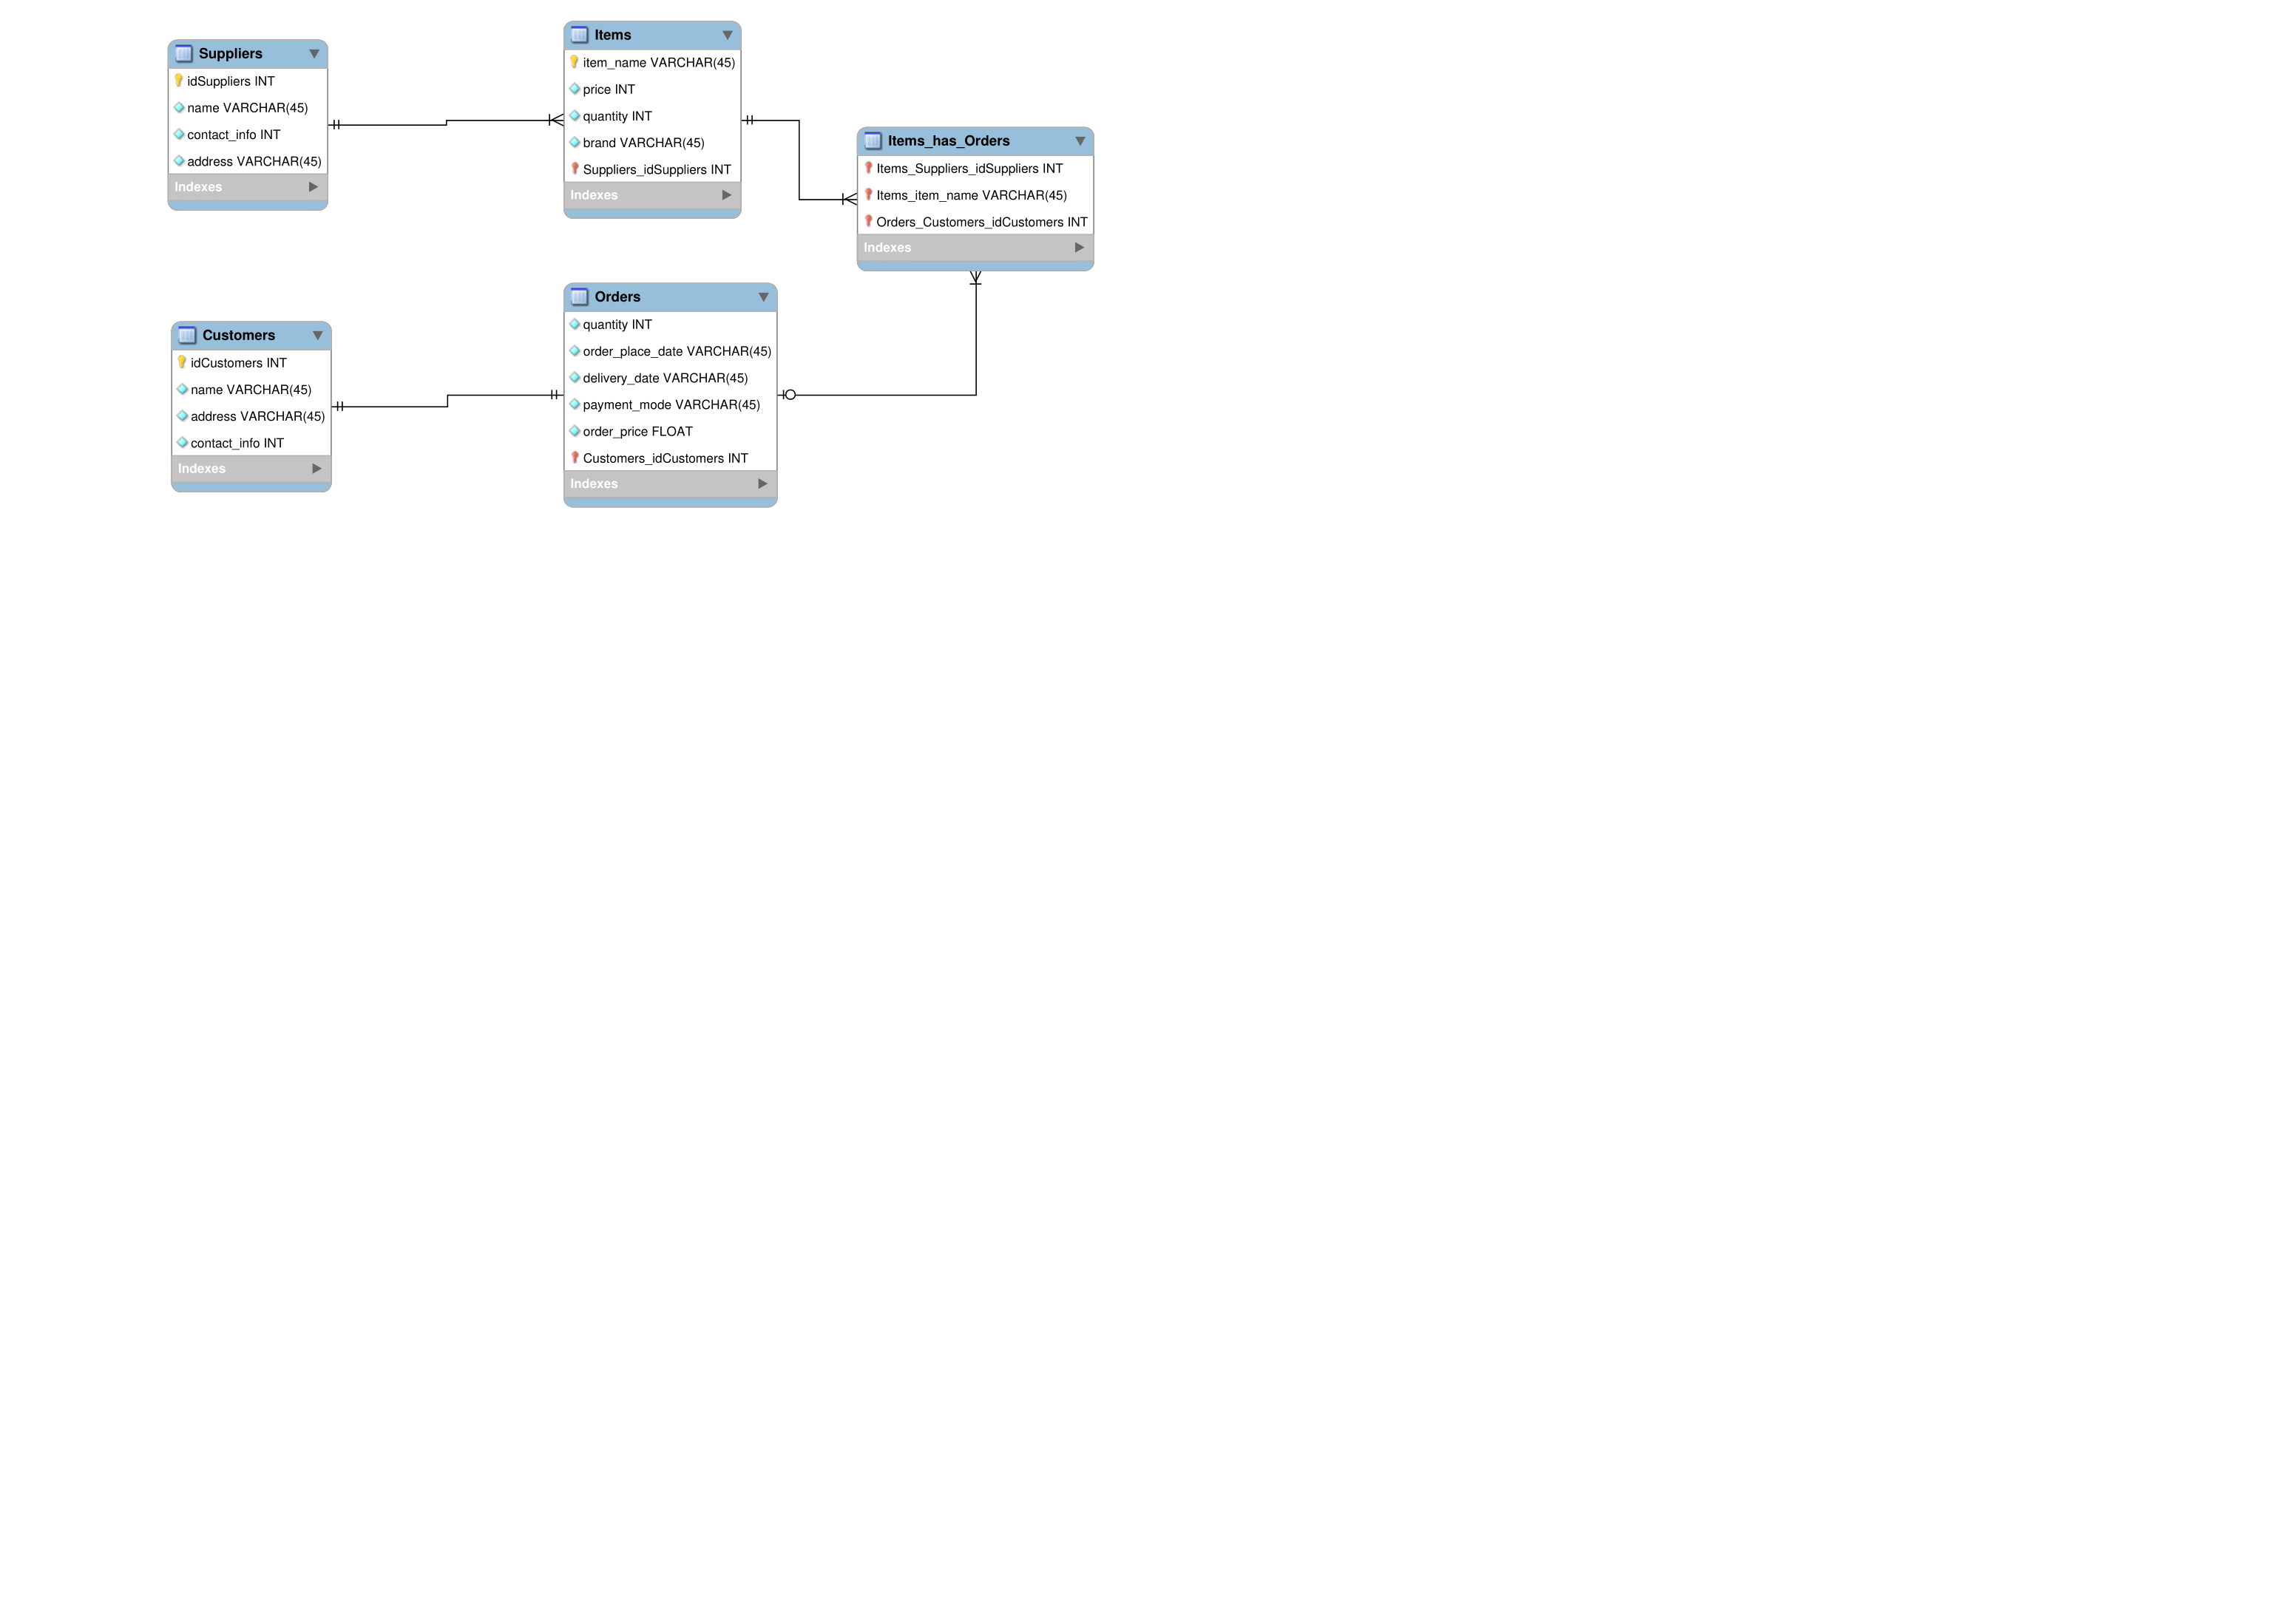 Suppliers
idSuppliers INT
name VARCHAR(45)
contact_info INT
address VARCHAR(45)
Indexes
Items
item_name VARCHAR(45)
price INT
quantity INT
brand VARCHAR(45)
Suppliers_idSuppliers INT
Indexes
Items_has_Orders
Items_Suppliers_idSuppliers INT
Items_item_name VARCHAR(45)
Orders_Customers_idCustomers INT
Indexes
Customers
idCustomers INT
name VARCHAR(45)
address VARCHAR(45)
contact_info INT
Indexes
Orders
quantity INT
order_place_date VARCHAR(45)
delivery_date VARCHAR(45)
payment_mode VARCHAR(45)
order_price FLOAT
Customers_idCustomers INT
Indexes